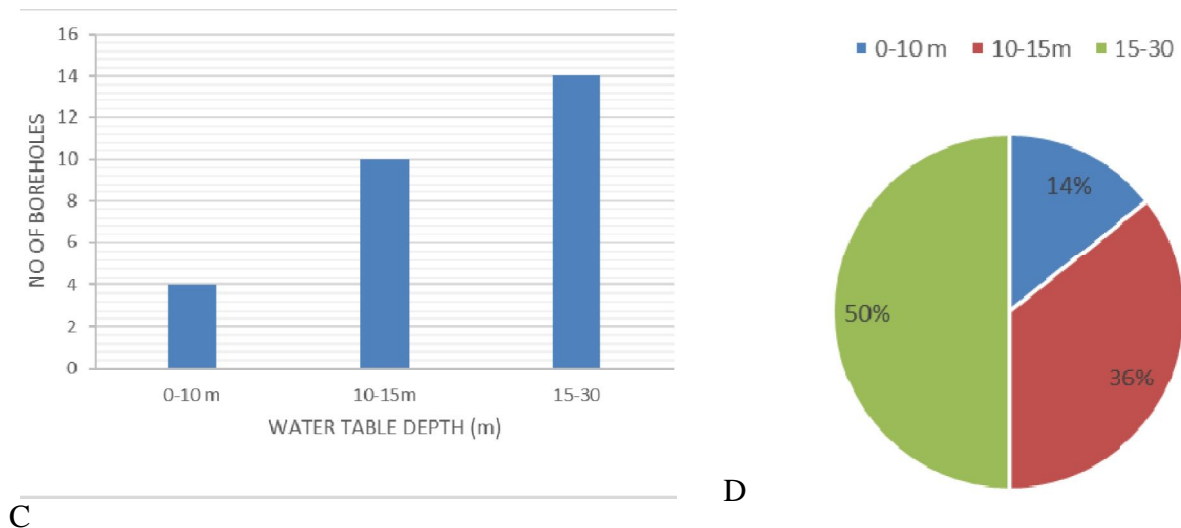 16
14
12
10
8
6
4
2
0
NO OF BOREHOLES
0-10 m
10-15m
15-30
WATER TABLE DEPTH (m)
C
0-10 m 10-15m 15-30
14%
50%
36%
D